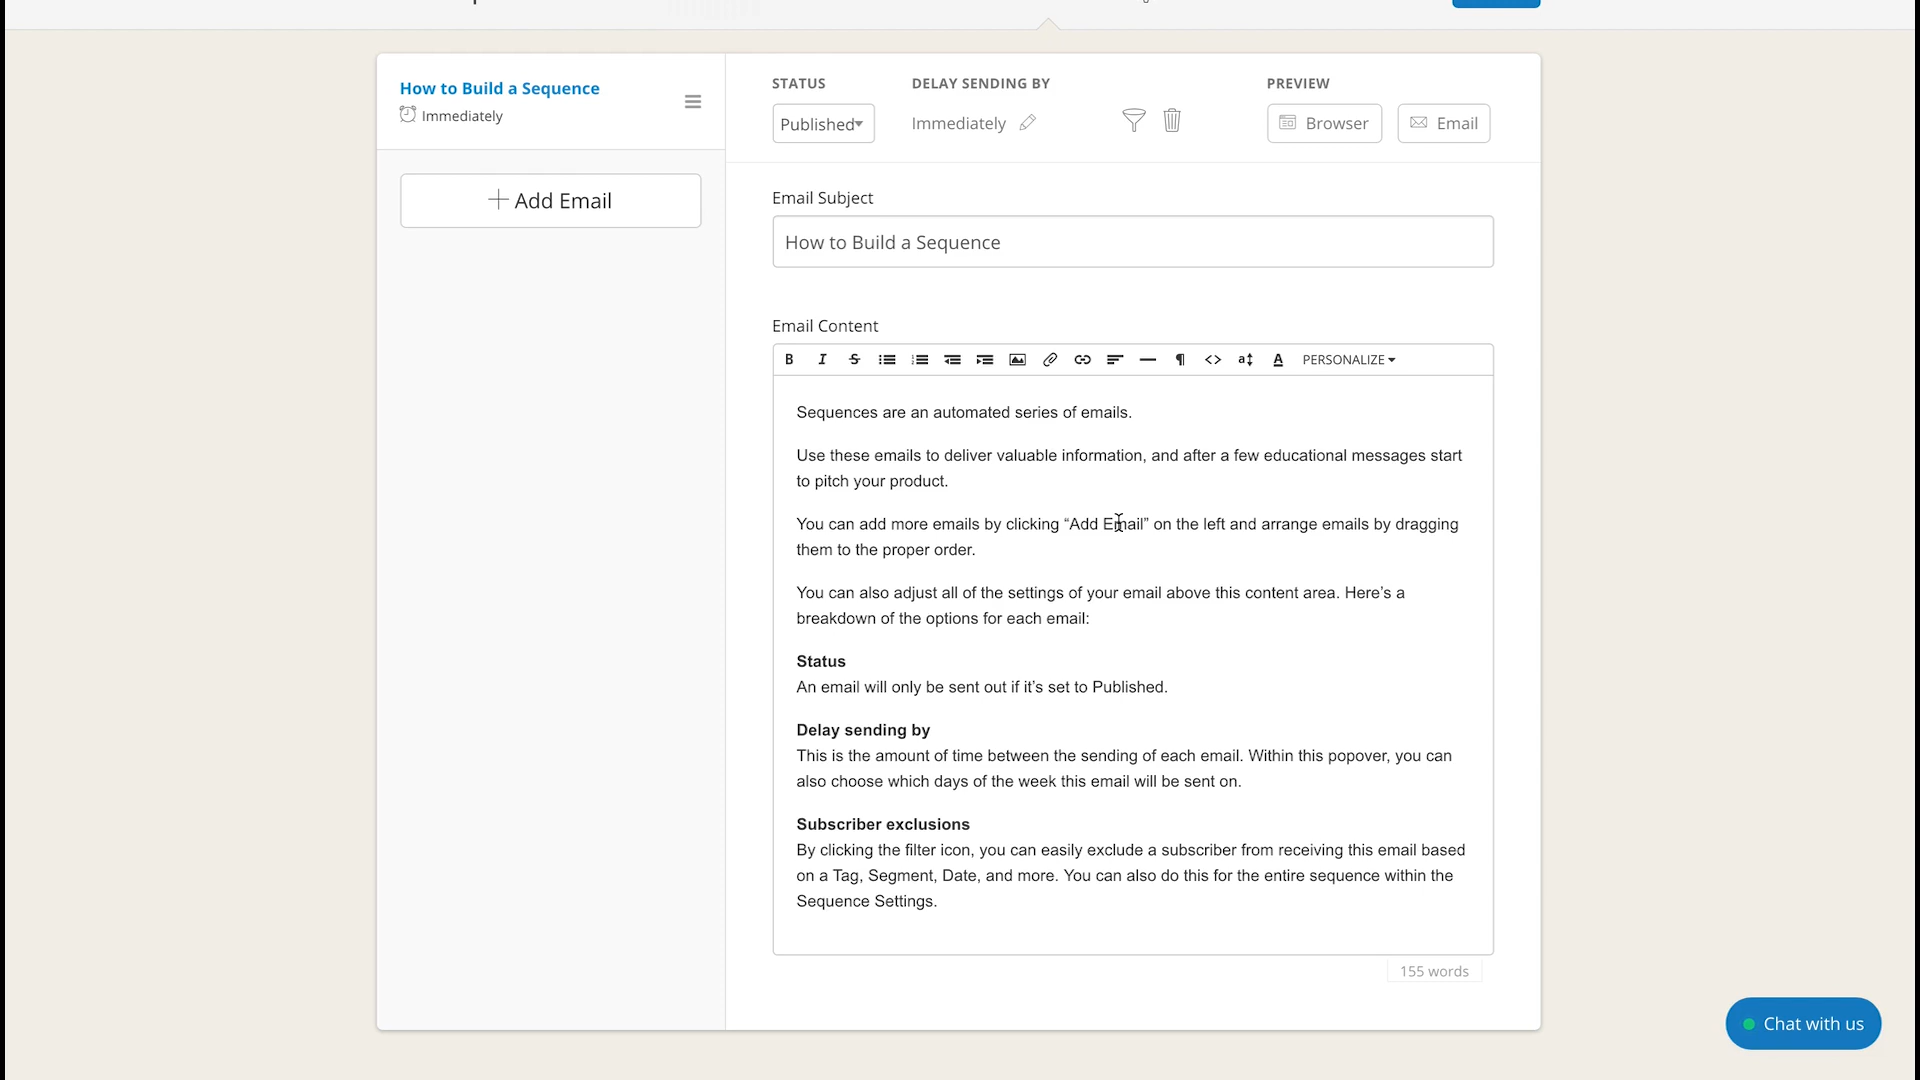 How to Build a Sequence
Immediately
+ Add Email
STATUS
DELAY SENDING BY
PREVIEW
Published
Immediately
Browser
Email
Email Subject
How to Build a Sequence
Email Content
B I S
PERSONALIZE
Sequences are an automated series of emails.
Use these emails to deliver valuable information, and after a few educational messages start
to pitch your product.
You can add more emails by clicking “Add Email” on the left and arrange emails by dragging
them to the proper order.
You can also adjust all of the settings of your email above this content area. Here’s a
breakdown of the options for each email:
Status
An email will only be sent out if it’s set to Published.
Delay sending by
This is the amount of time between the sending of each email. Within this popover, you can
also choose which days of the week this email will be sent on.
Subscriber exclusions
By clicking the filter icon, you can easily exclude a subscriber from receiving this email based
on a Tag, Segment, Date, and more. You can also do this for the entire sequence within the
Sequence Settings.
155 words
Chat with us